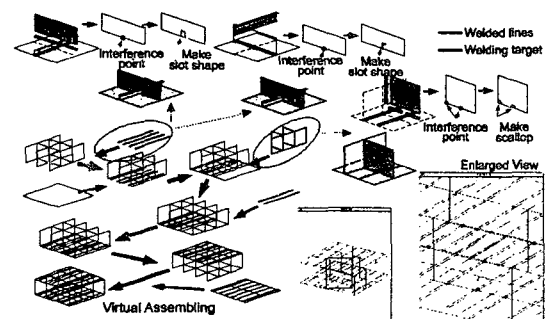 Interference
point
Make
slot shape
Interference
point
Make
slot shape
Welded lines
Welding target
Interference
point
Make
scallop
Enlarged View
Virtual Assembling